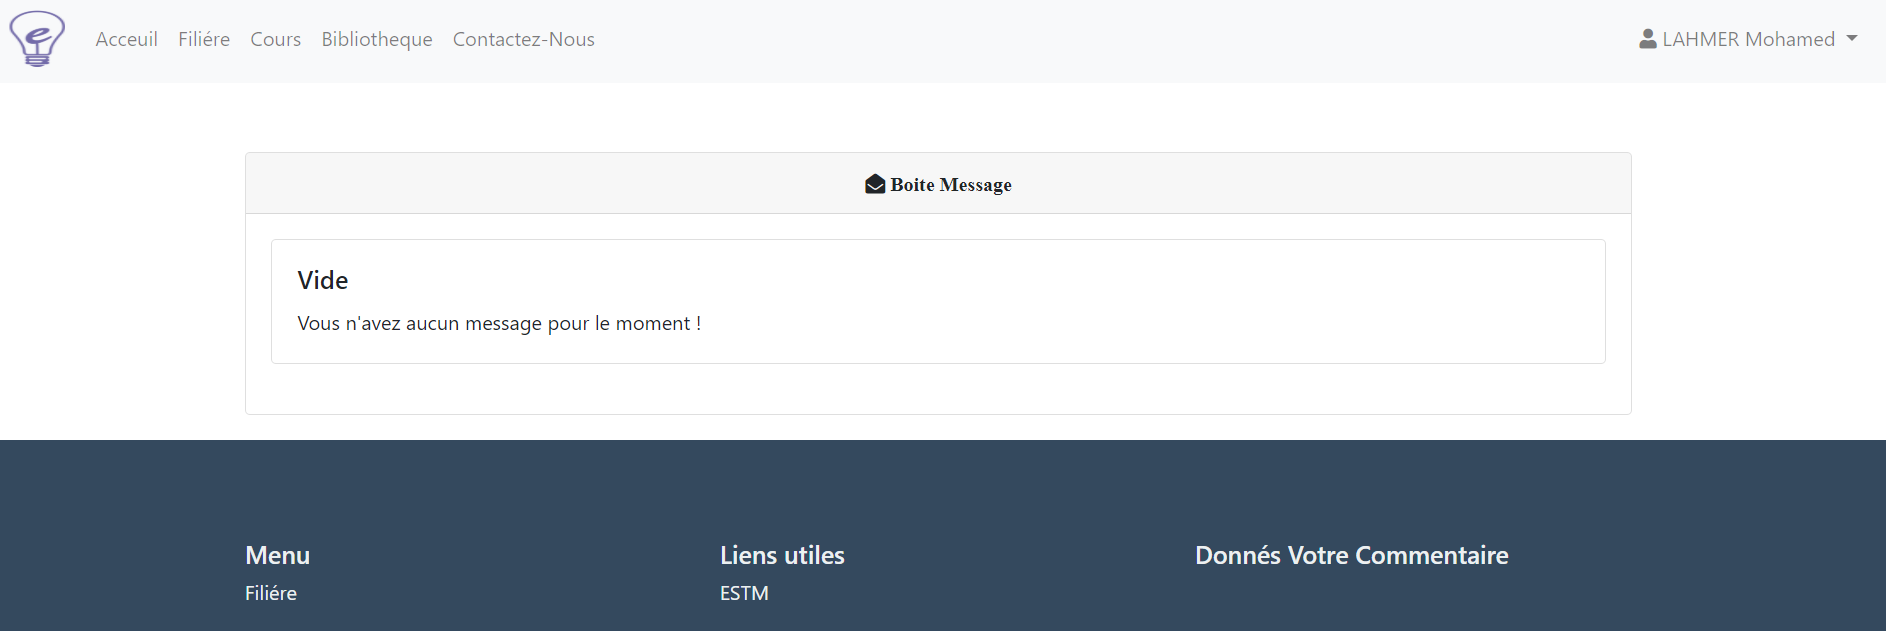 Acceuil Filiére Cours Bibliotheque Contactez-Nous LAHMER Mohamed
Boite Message
Vide
Vous n'avez aucun message pour le moment !
Menu Liens utiles Donnés Votre Commentaire
Filiére ESTM